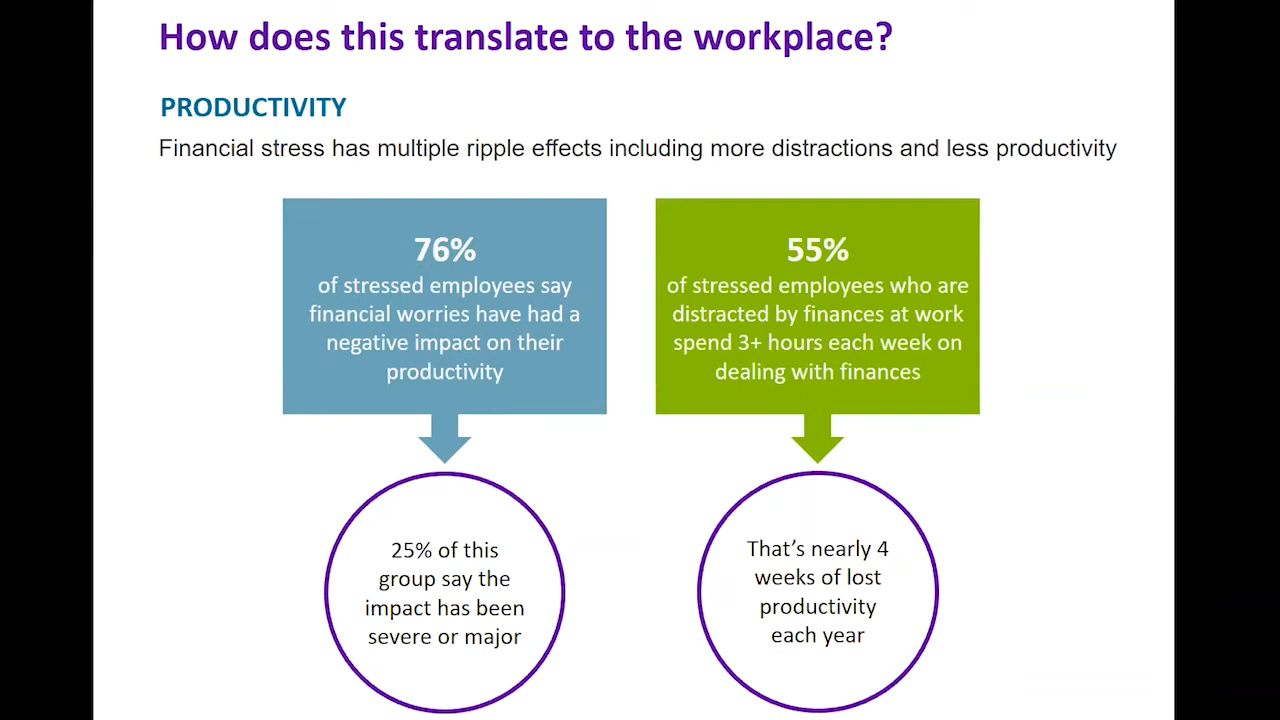 How does this translate to the workplace?
PRODUCTIVITY
Financial stress has multiple ripple effects including more distractions and less productivity
76%
of stressed employees say
financial worries have had a
negative impact on their
productivity
25% of this
group say the
impact has been
severe or major
55%
of stressed employees who are
distracted by finances at work
spend 3+ hours each week on
dealing with finances
That’s nearly 4
weeks of lost
productivity
each year